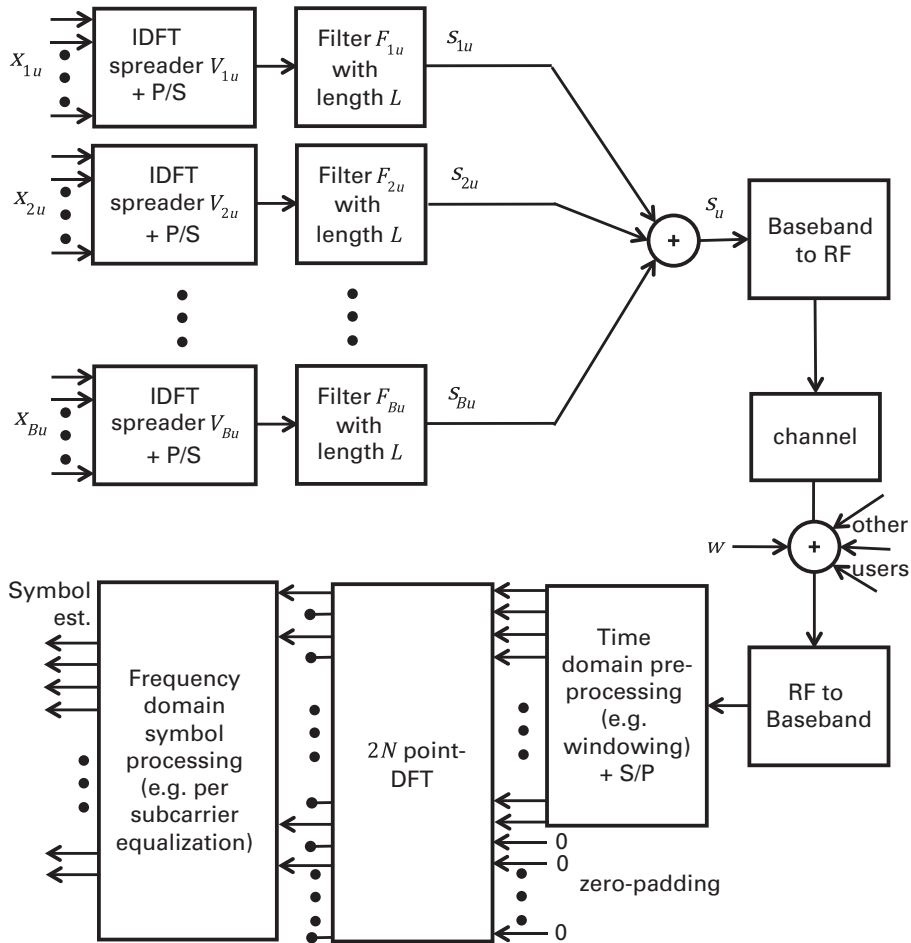 x1u
IDFT
spreader V1u
+ P/S
Filter F1u
with
length L
s1u
x2u
IDFT
spreader V2u
+ P/S
Filter F2u
with
length L
s2u
+
su
Baseband
to RF
xBu
IDFT
spreader VBu
+ P/S
Filter FBu
with
length L
sBu
channel
w
+
other
users
RF to
Baseband
Time
domain pre-
processing
(e.g.
windowing)
+ S/P
0
0
zero-padding
0
2N point-
DFT
Frequency
domain
symbol
processing
(e.g. per
subcarrier
equalization)
Symbol
est.